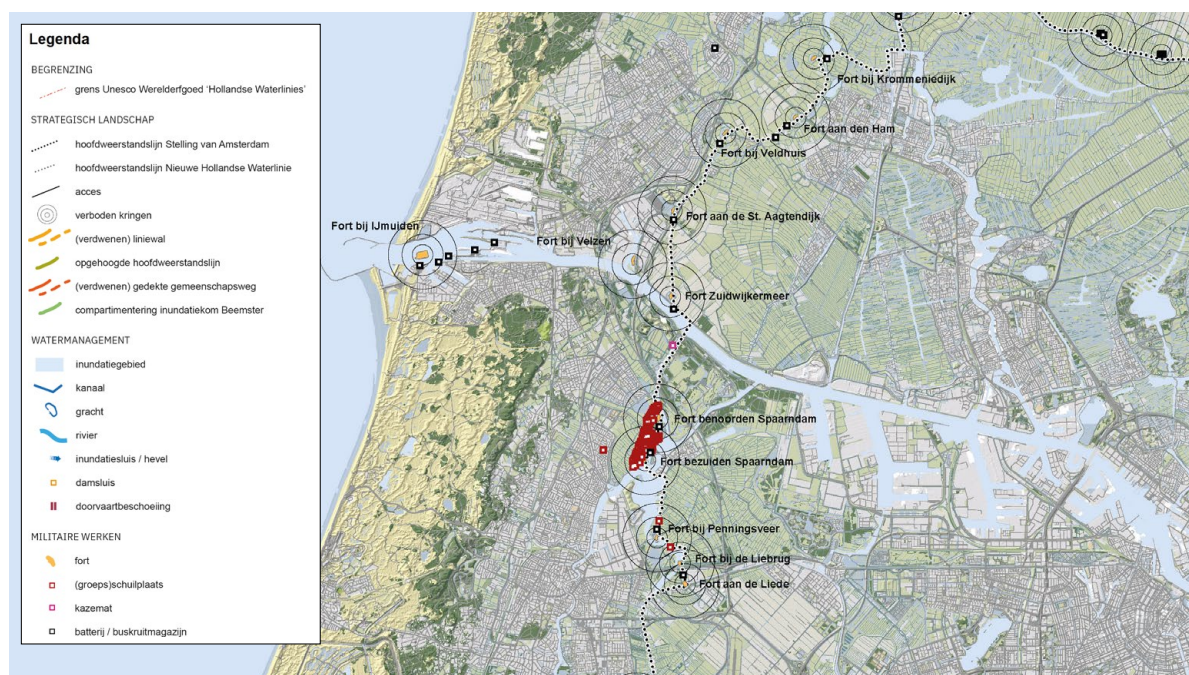 Legenda
BEGRENZING
grens Unesco Werelderfgoed 'Hollandse Waterlinies'
STRATEGISCH LANDSCHAP
hoofdweerstandslijn Stelling van Amsterdam
hoofdweerstandslijn Nieuwe Hollandse Waterlinie
acces
verboden kringen
(verdwenen) liniewal
opgehoogde hoofdweerstandslijn
(verdwenen) gedekte gemeenschapsweg
compartimentering inundatiekom Beemster
WATERMANAGEMENT
inundatiegebied
kanaal
gracht
rivier
inundatiesluis / hevel
damsluis
doorvaartbeschoeiing
MILITAIRE WERKEN
fort
(groeps)schuilplaats
kazemat
batterij / buskruitmagazijn
Fort bij Krommeniedijk
Fort aan den Ham
Fort bij Veldhuis
Fort aan de St. Aagtendijk
Fort bij IJmuiden
Fort bij Velzen
Fort Zuidwijkermeer
Fort benoorden Spaarndam
Fort bezuiden Spaarndam
Fort bij Penningsveer
Fort bij de Liebrug
Fort aan de Liede